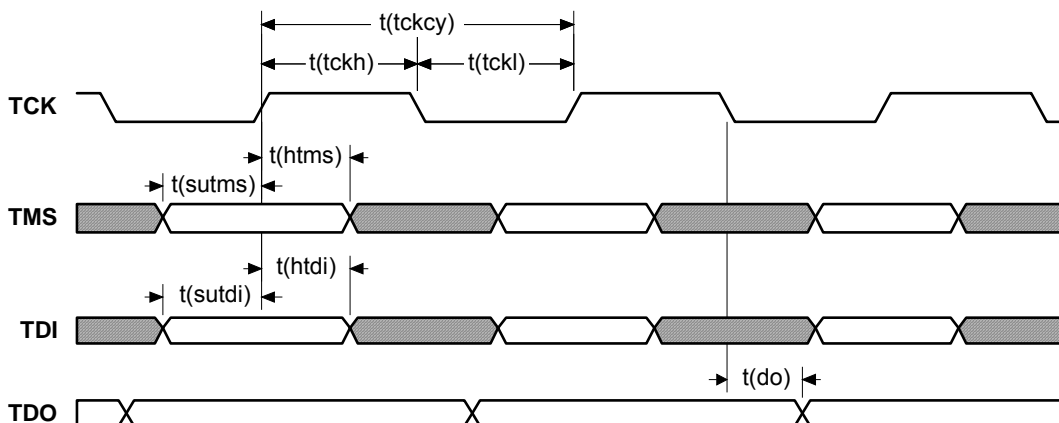 t(tckcy)
t(tckh) t(tckl)
TCK
t(htms)
t(sutms)
TMS
t(htdi)
t(sutdi)
TDI
t(do)
TDO